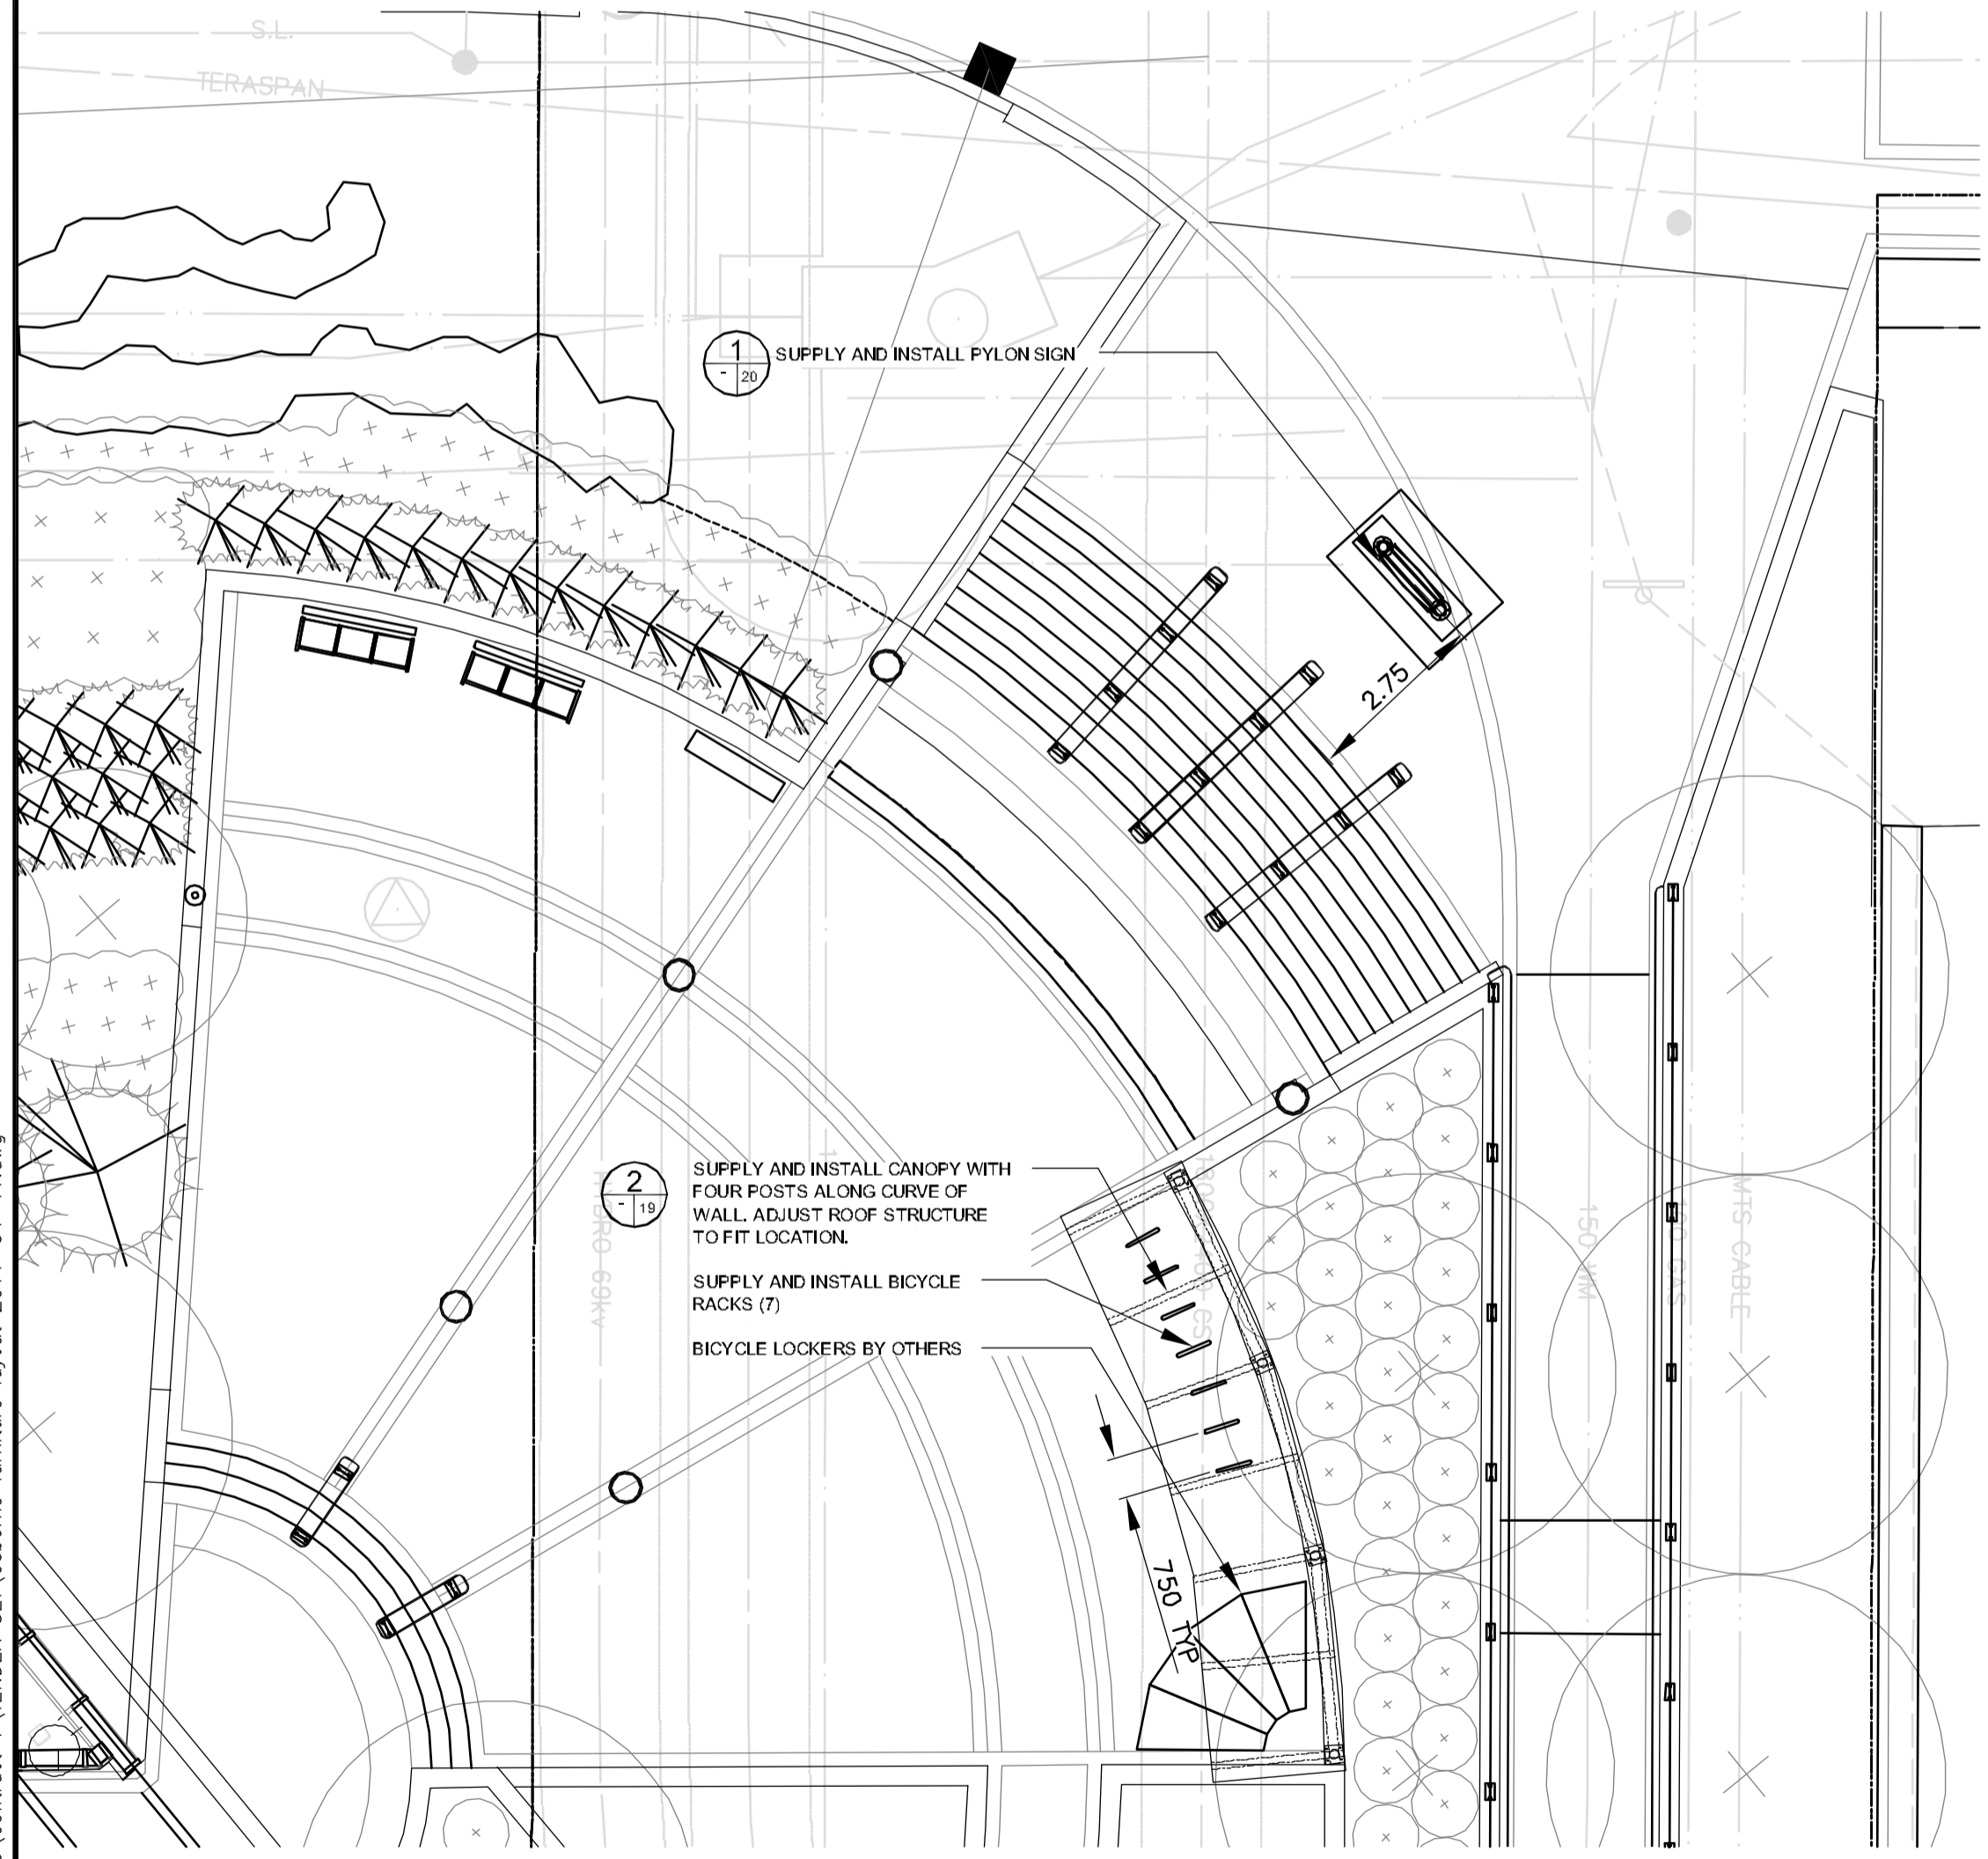 S.L.
TERASPAN
1
- 20
SUPPLY AND INSTALL PYLON SIGN
2.75
2
- 19
SUPPLY AND INSTALL CANOPY WITH
FOUR POSTS ALONG CURVE OF
WALL. ADJUST ROOF STRUCTURE
TO FIT LOCATION.
SUPPLY AND INSTALL BICYCLE
RACKS (7)
BICYCLE LOCKERS BY OTHERS
750 TYP
69kv
150 WM
GAS
MTS CABLE
CS